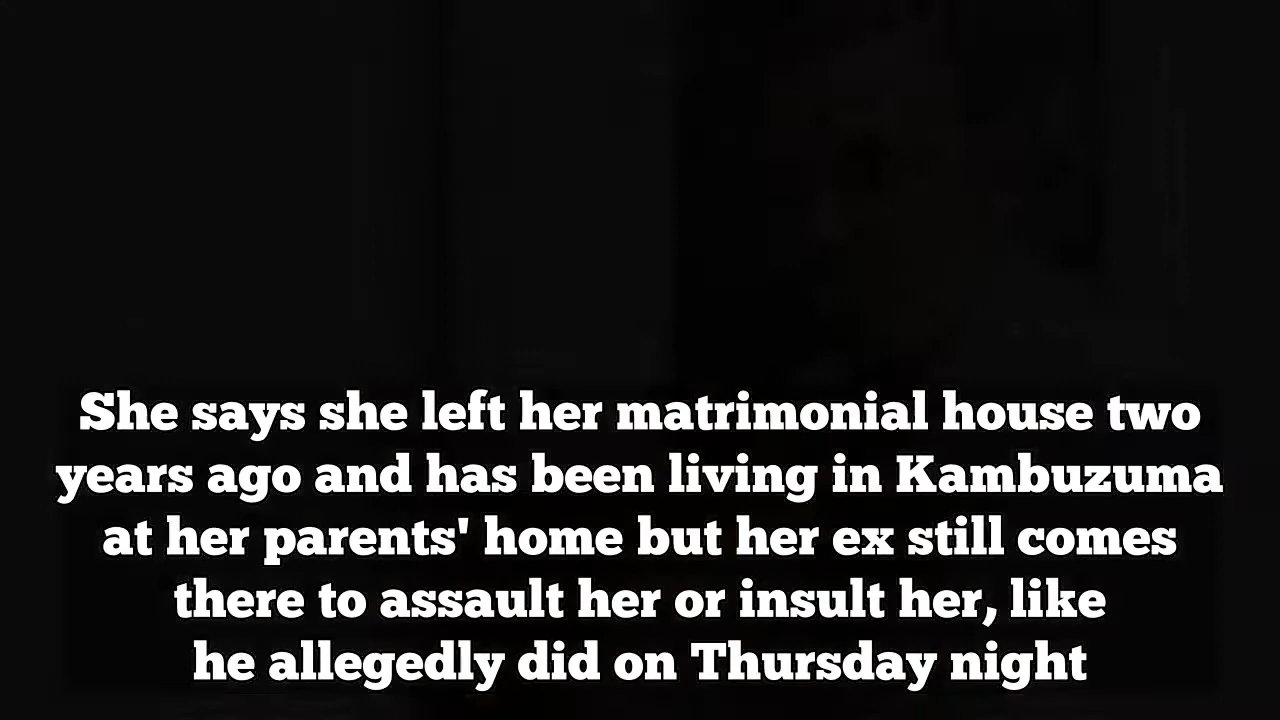 She says she left her matrimonial house two
years ago and has been living in Kambuzuma
at her parents' home but her ex still comes
there to assault her or insult her, like
he allegedly did on Thursday night